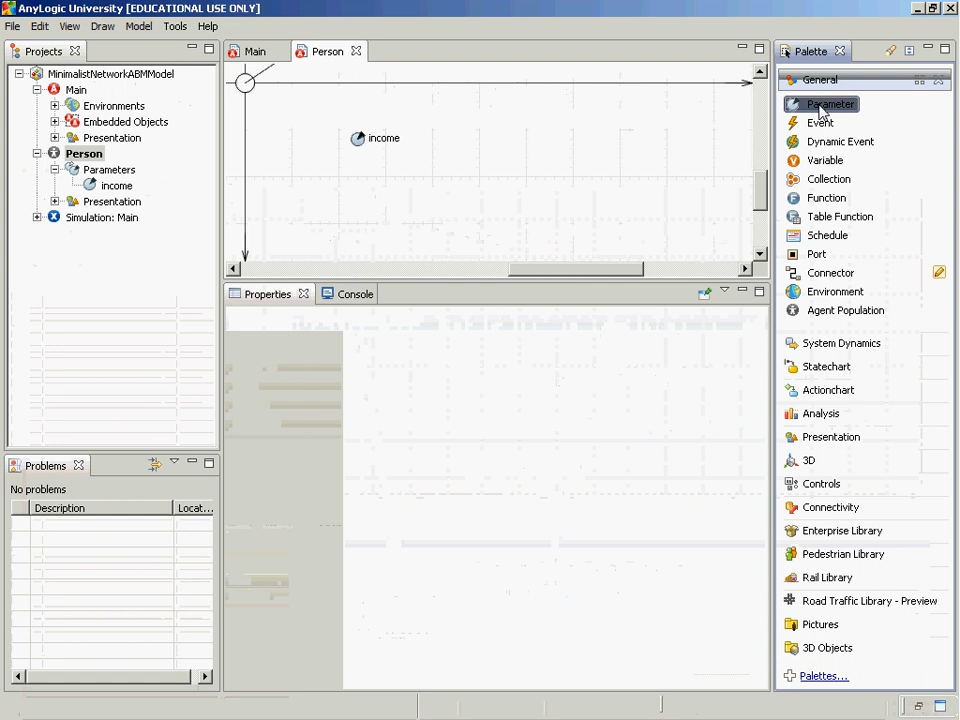 AnyLogic University [EDUCATIONAL USE ONLY]
File Edit View Draw Model Tools Help
Projects
MinimalistNetworkABMModel
Main
Environments
Embedded Objects
Presentation
Person
Parameters
income
Presentation
Simulation: Main
Problems
No problems
Description Locat...
Main Person
income
Properties Console
Palette
General
Parameter
Event
Dynamic Event
Variable
Collection
Function
Table Function
Schedule
Port
Connector
Environment
Agent Population
System Dynamics
Statechart
Actionchart
Analysis
Presentation
3D
Controls
Connectivity
Enterprise Library
Pedestrian Library
Rail Library
Road Traffic Library - Preview
Pictures
3D Objects
Palettes...